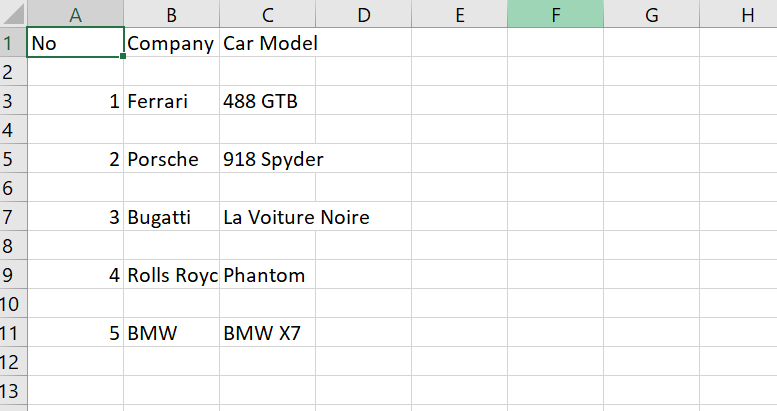 A B C D E F G H
1 No Company Car Model
2
3 1 Ferrari 488 GTB
4
5 2 Porsche 918 Spyder
6
7 3 Bugatti La Voiture Noire
8
9 4 Rolls Royc Phantom
10
11 5 BMW BMW X7
12
13